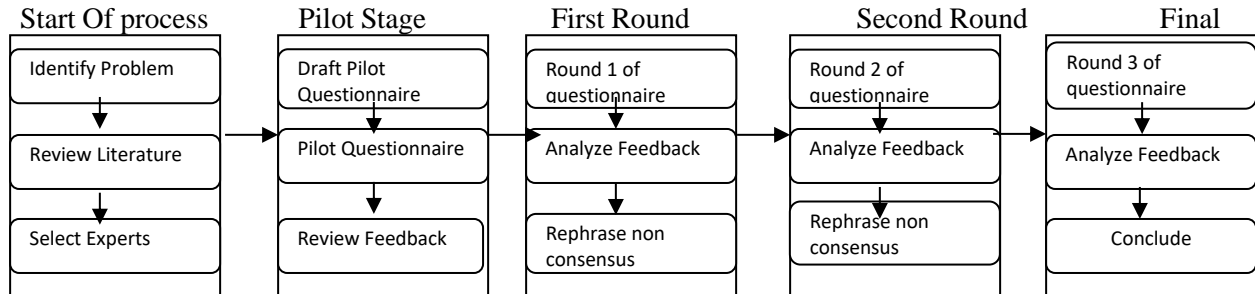 Start Of process
Identify Problem
Review Literature
Select Experts
Pilot Stage
Draft Pilot
Questionnaire
Pilot Questionnaire
Review Feedback
First Round
Round 1 of
questionnaire
Analyze Feedback
Rephrase non
consensus
Second Round
Round 2 of
questionnaire
Analyze Feedback
Rephrase non
consensus
Final
Round 3 of
questionnaire
Analyze Feedback
Conclude